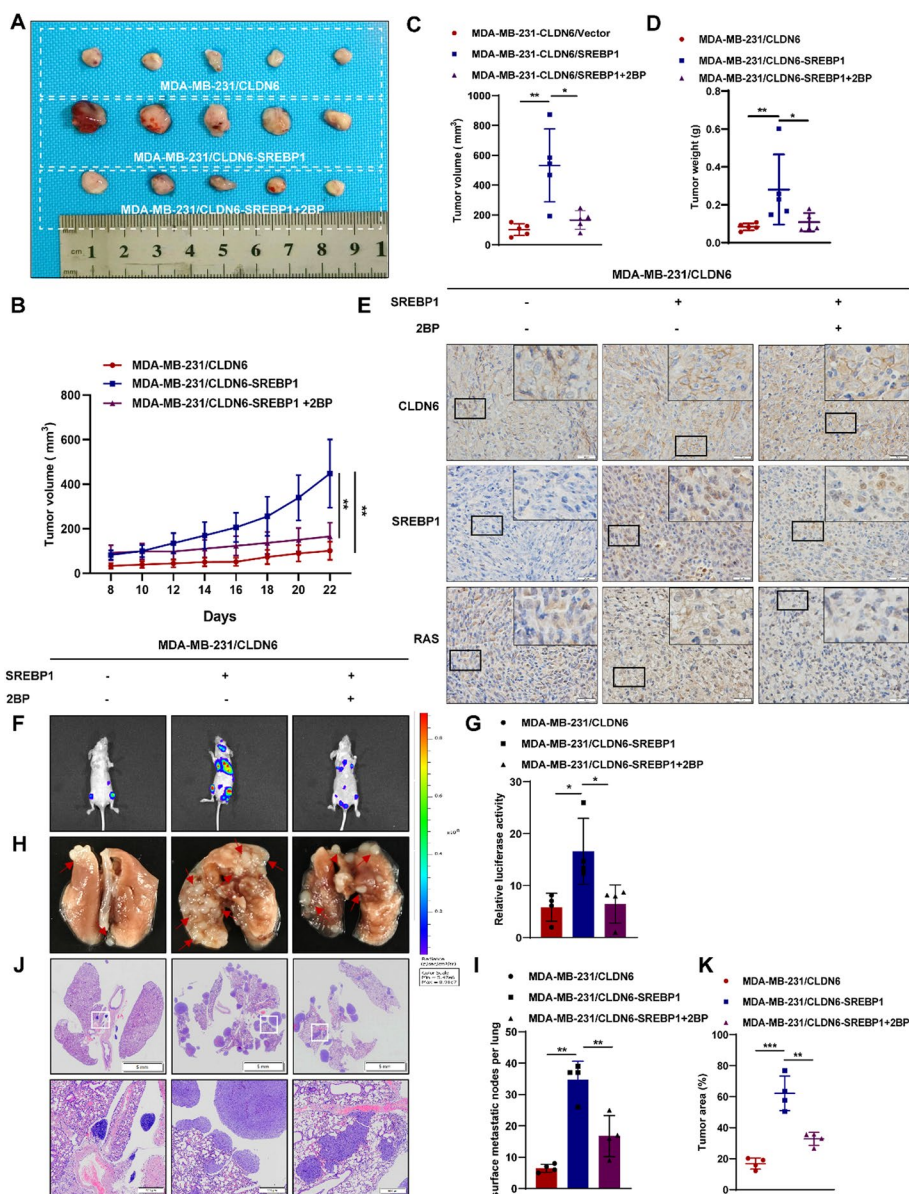 A
MDA-MB-231/CLDN6
MDA-MB-231/CLDN6-SREBP1
MDA-MB-231/CLDN6-SREBP1+2BP
cm 1 2 3 4 5 6 7 8 9 1
C
MDA-MB-231-CLDN6/Vector
MDA-MB-231-CLDN6/SREBP1
MDA-MB-231-CLDN6/SREBP1+2BP
** *
Tumor volume ( mm³)
1000
800
600
400
200
0
D
MDA-MB-231/CLDN6
MDA-MB-231/CLDN6-SREBP1
MDA-MB-231/CLDN6-SREBP1+2BP
** *
Tumor weight (g)
0.8
0.6
0.4
0.2
0.0
B
MDA-MB-231/CLDN6
MDA-MB-231/CLDN6-SREBP1
MDA-MB-231/CLDN6-SREBP1 +2BP
Tumor volume ( mm³)
800
600
400
200
0
** **
8 10 12 14 16 18 20 22
Days
MDA-MB-231/CLDN6
E
SREBP1 - + +
2BP - - +
CLDN6
SREBP1
RAS
MDA-MB-231/CLDN6
SREBP1 - + +
2BP - - +
F
G
MDA-MB-231/CLDN6
MDA-MB-231/CLDN6-SREBP1
MDA-MB-231/CLDN6-SREBP1+2BP
* *
Relative luciferase activity
30
20
10
0
H
J
5 mm 5 mm 5 mm
Color Scale
I
MDA-MB-231/CLDN6
MDA-MB-231/CLDN6-SREBP1
MDA-MB-231/CLDN6-SREBP1+2BP
** **
surface metastatic nodes per lung
60
40
30
20
10
0
K
MDA-MB-231/CLDN6
MDA-MB-231/CLDN6-SREBP1
MDA-MB-231/CLDN6-SREBP1+2BP
*** **
Tumor area (%)
100
80
60
40
20
0